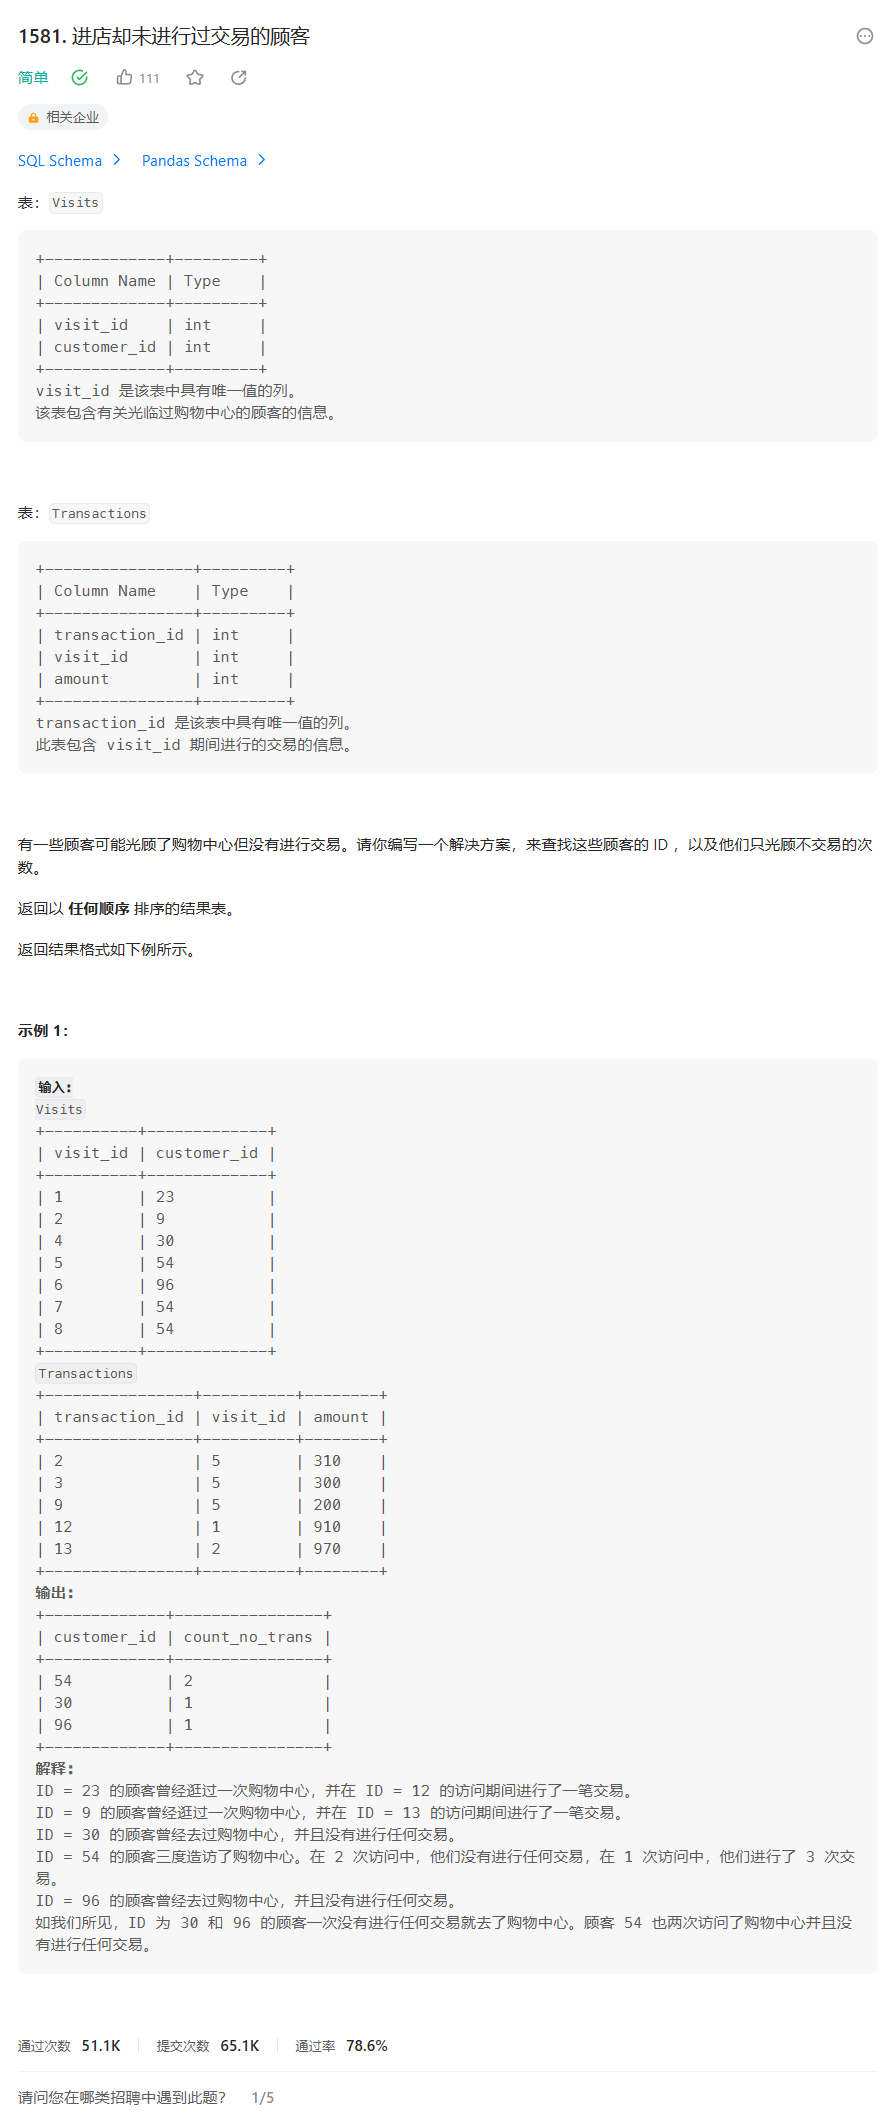 1581. 进店却未进行过交易的顾客
简单 111
相关企业
SQL Schema > Pandas Schema >
表：Visits
+-------------+---------+
| Column Name | Type    |
+-------------+---------+
| visit_id    | int     |
| customer_id | int     |
+-------------+---------+
visit_id 是该表中具有唯一值的列。
该表包含有关光临过购物中心的顾客的信息。
表：Transactions
+----------------+---------+
| Column Name    | Type    |
+----------------+---------+
| transaction_id | int     |
| visit_id       | int     |
| amount         | int     |
+----------------+---------+
transaction_id 是该表中具有唯一值的列。
此表包含 visit_id 期间进行的交易的信息。
有一些顾客可能光顾了购物中心但没有进行交易。请你编写一个解决方案，来查找这些顾客的 ID ，以及他们只光顾不交易的次
数。
返回以 任何顺序 排序的结果表。
返回结果格式如下例所示。
示例 1：
输入:
Visits
+----------+-------------+
| visit_id | customer_id |
+----------+-------------+
| 1        | 23          |
| 2        | 9           |
| 4        | 30          |
| 5        | 54          |
| 6        | 96          |
| 7        | 54          |
| 8        | 54          |
+----------+-------------+
Transactions
+----------------+----------+--------+
| transaction_id | visit_id | amount |
+----------------+----------+--------+
| 2              | 5        | 310    |
| 3              | 5        | 300    |
| 9              | 5        | 200    |
| 12             | 1        | 910    |
| 13             | 2        | 970    |
+----------------+----------+--------+
输出：
+-------------+----------------+
| customer_id | count_no_trans |
+-------------+----------------+
| 54          | 2              |
| 30          | 1              |
| 96          | 1              |
+-------------+----------------+
解释：
ID = 23 的顾客曾经逛过一次购物中心，并在 ID = 12 的访问期间进行了一笔交易。
ID = 9 的顾客曾经逛过一次购物中心，并在 ID = 13 的访问期间进行了一笔交易。
ID = 30 的顾客曾经去过购物中心，并且没有进行任何交易。
ID = 54 的顾客三度造访了购物中心。在 2 次访问中，他们没有进行任何交易，在 1 次访问中，他们进行了 3 次交
易。
ID = 96 的顾客曾经去过购物中心，并且没有进行任何交易。
如我们所见，ID 为 30 和 96 的顾客一次没有进行任何交易就去了购物中心。顾客 54 也两次访问了购物中心并且没
有进行任何交易。
通过次数 51.1K 提交次数 65.1K 通过率 78.6%
请问您在哪类招聘中遇到此题？ 1/5